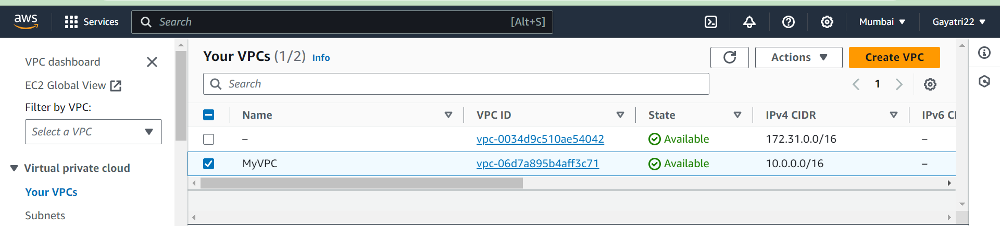 aws Services Search [Alt+S] Mumbai Gayatri22
VPC dashboard
EC2 Global View
Filter by VPC:
Select a VPC
Virtual private cloud
Your VPCs
Subnets
Your VPCs (1/2) Info Actions Create VPC
Search 1
Name VPC ID State IPv4 CIDR IPv6 CI
– vpc-0034d9c510ae54042 Available 172.31.0.0/16 –
MyVPC vpc-06d7a895b4aff3c71 Available 10.0.0.0/16 –